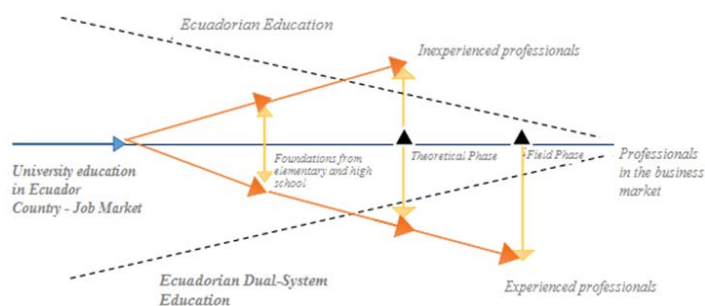 Ecuadorian Education
Inexperienced professionals
University education
in Ecuador
Country - Job Market
Foundations from
elementary and high
school
Theoretical Phase
Field Phase
Professionals
in the business
market
Ecuadorian Dual-System
Education
Experienced professionals